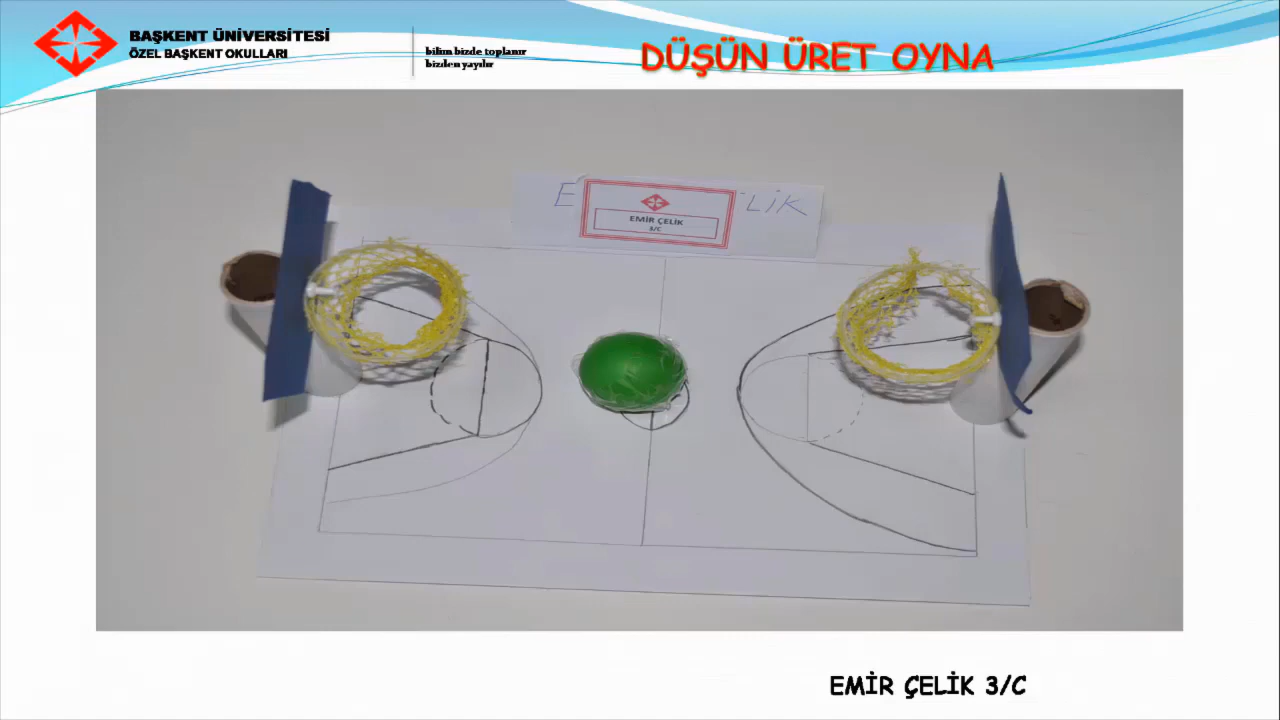 BAŞKENT ÜNİVERSİTESİ
ÖZEL BAŞKENT OKULLARI
bilim bizde toplanır
bizden yayılır
DÜŞÜN ÜRET OYNA
E LİK
EMİR ÇELİK
3/C
EMİR ÇELİK 3/C